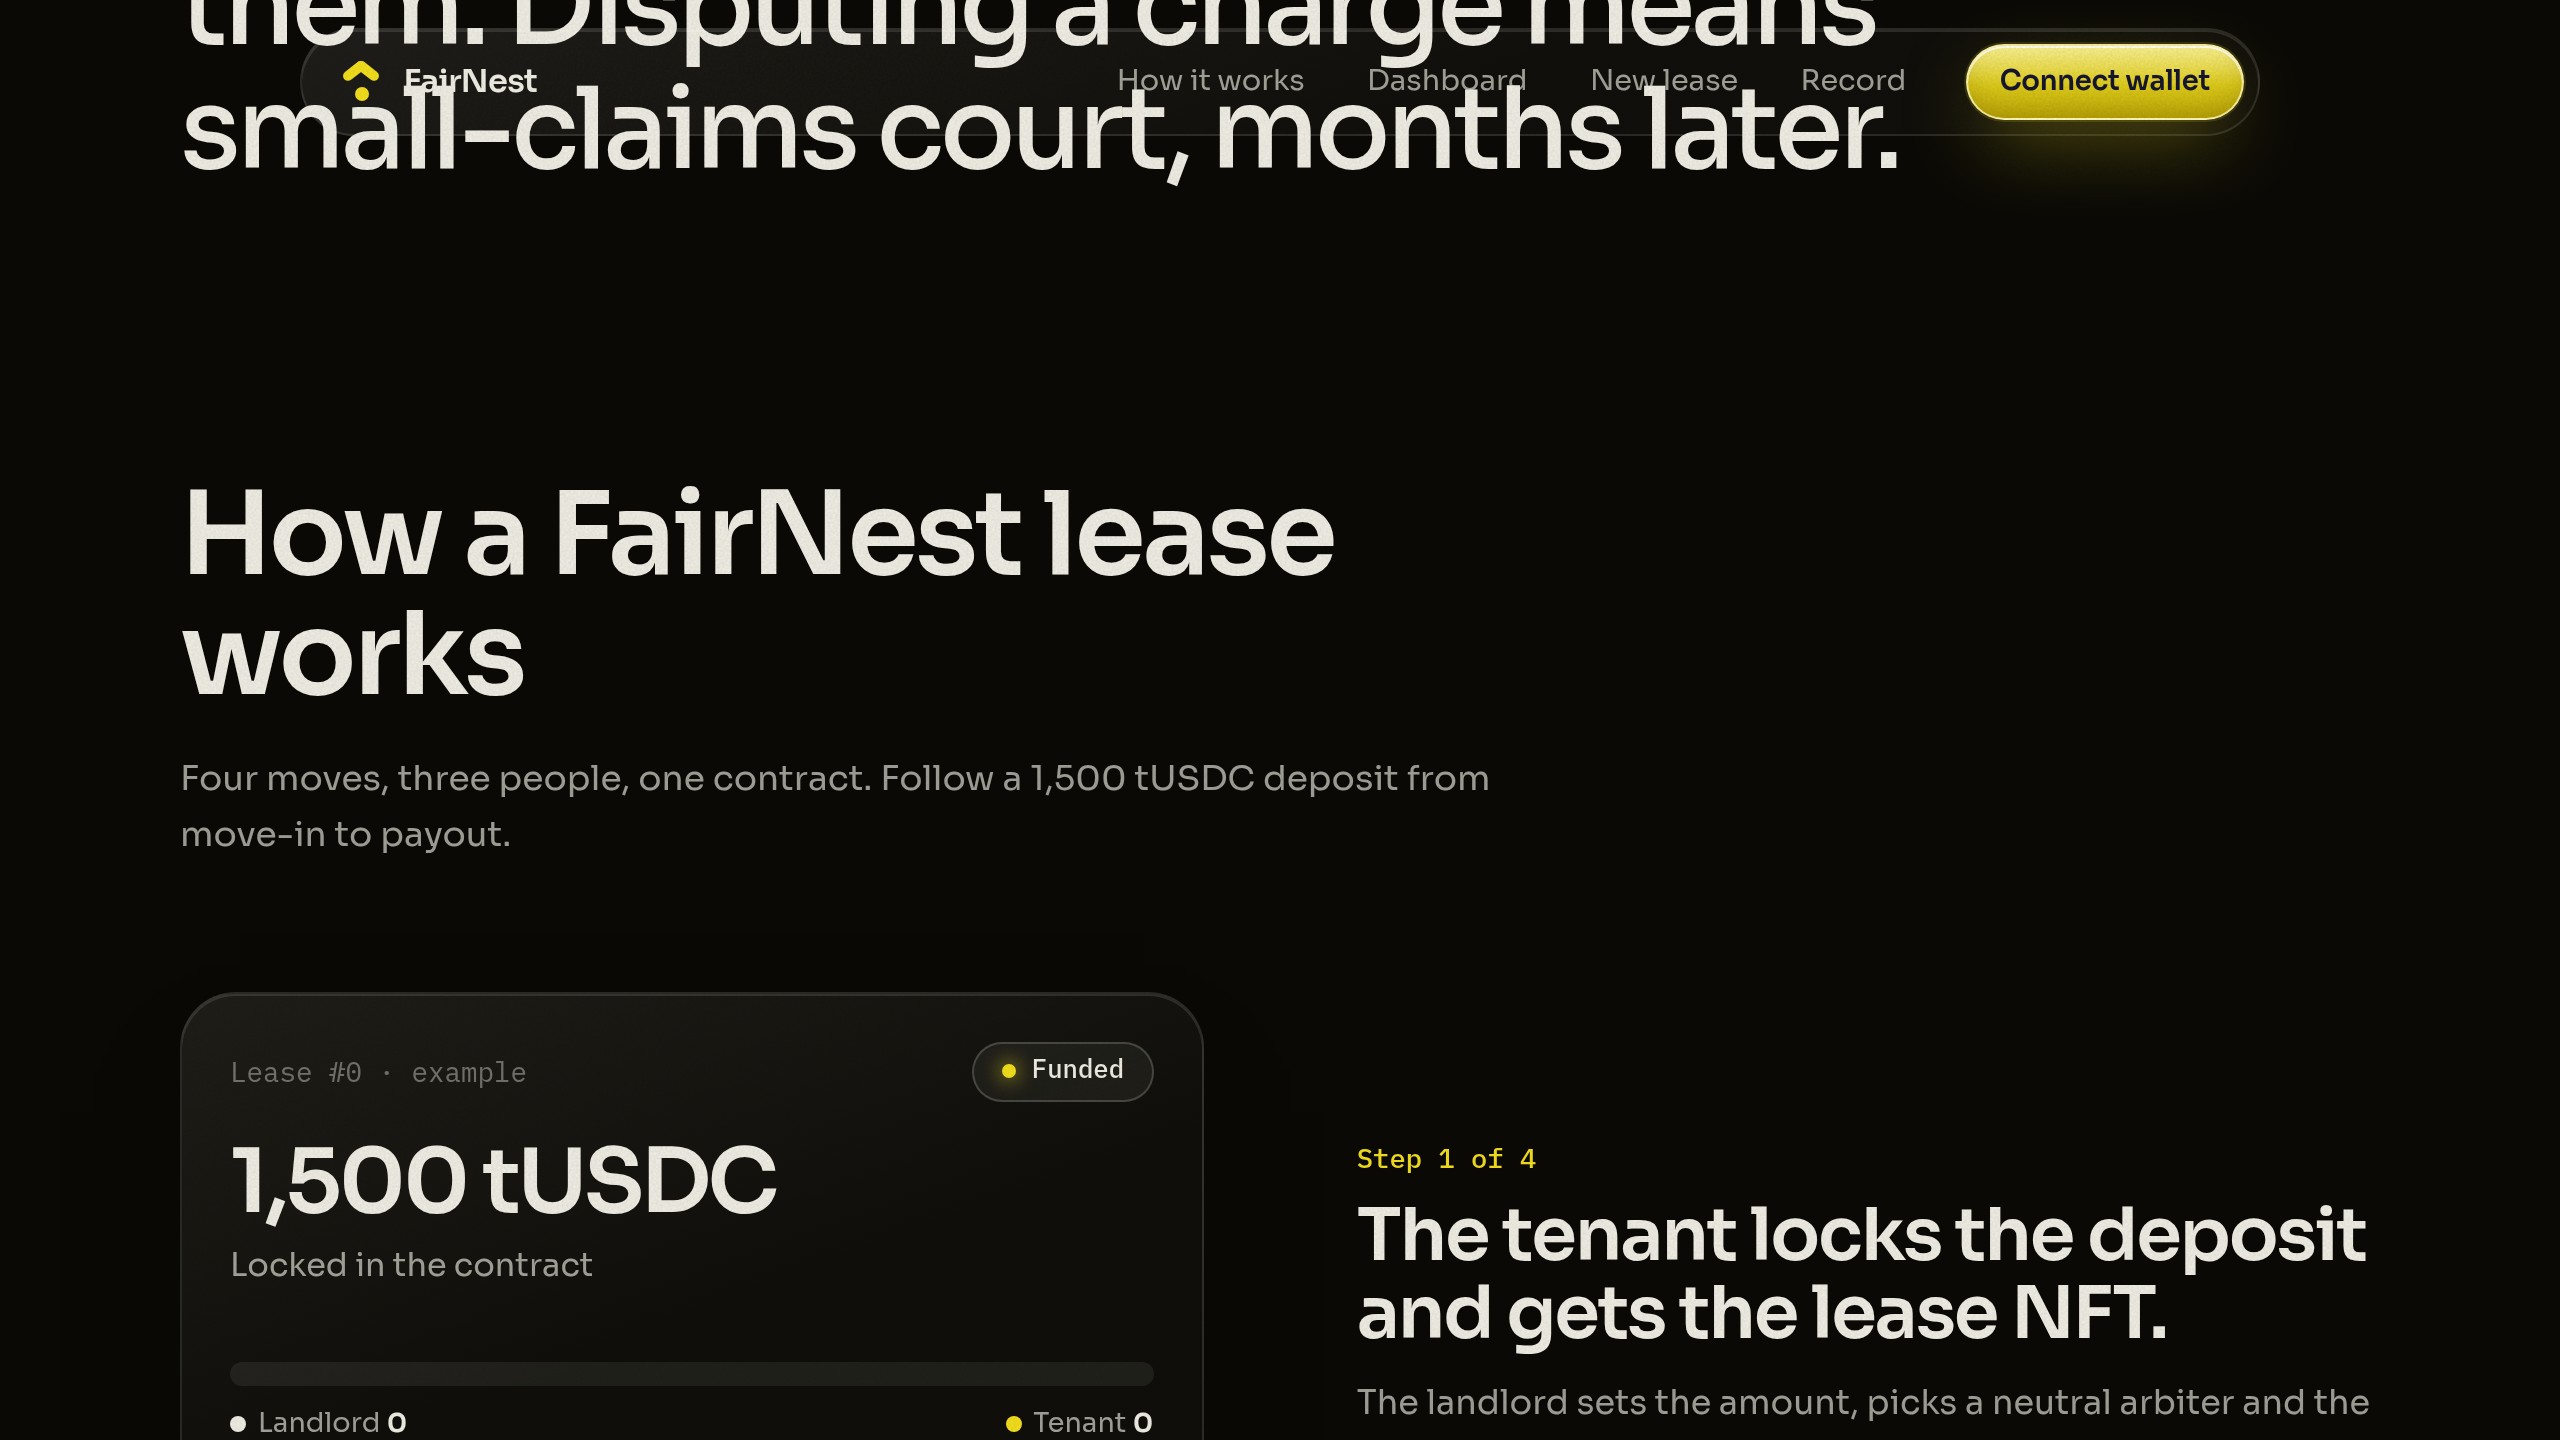 them. Disputing a charge means
FairNest
How it works
Dashboard
New lease
Record
Connect wallet
small-claims court, months later.
How a FairNest lease
works
Four moves, three people, one contract. Follow a 1,500 tUSDC deposit from
move-in to payout.
Lease #0 · example
Funded
1,500 tUSDC
Locked in the contract
Landlord 0
Tenant 0
Step 1 of 4
The tenant locks the deposit
and gets the lease NFT.
The landlord sets the amount, picks a neutral arbiter and the